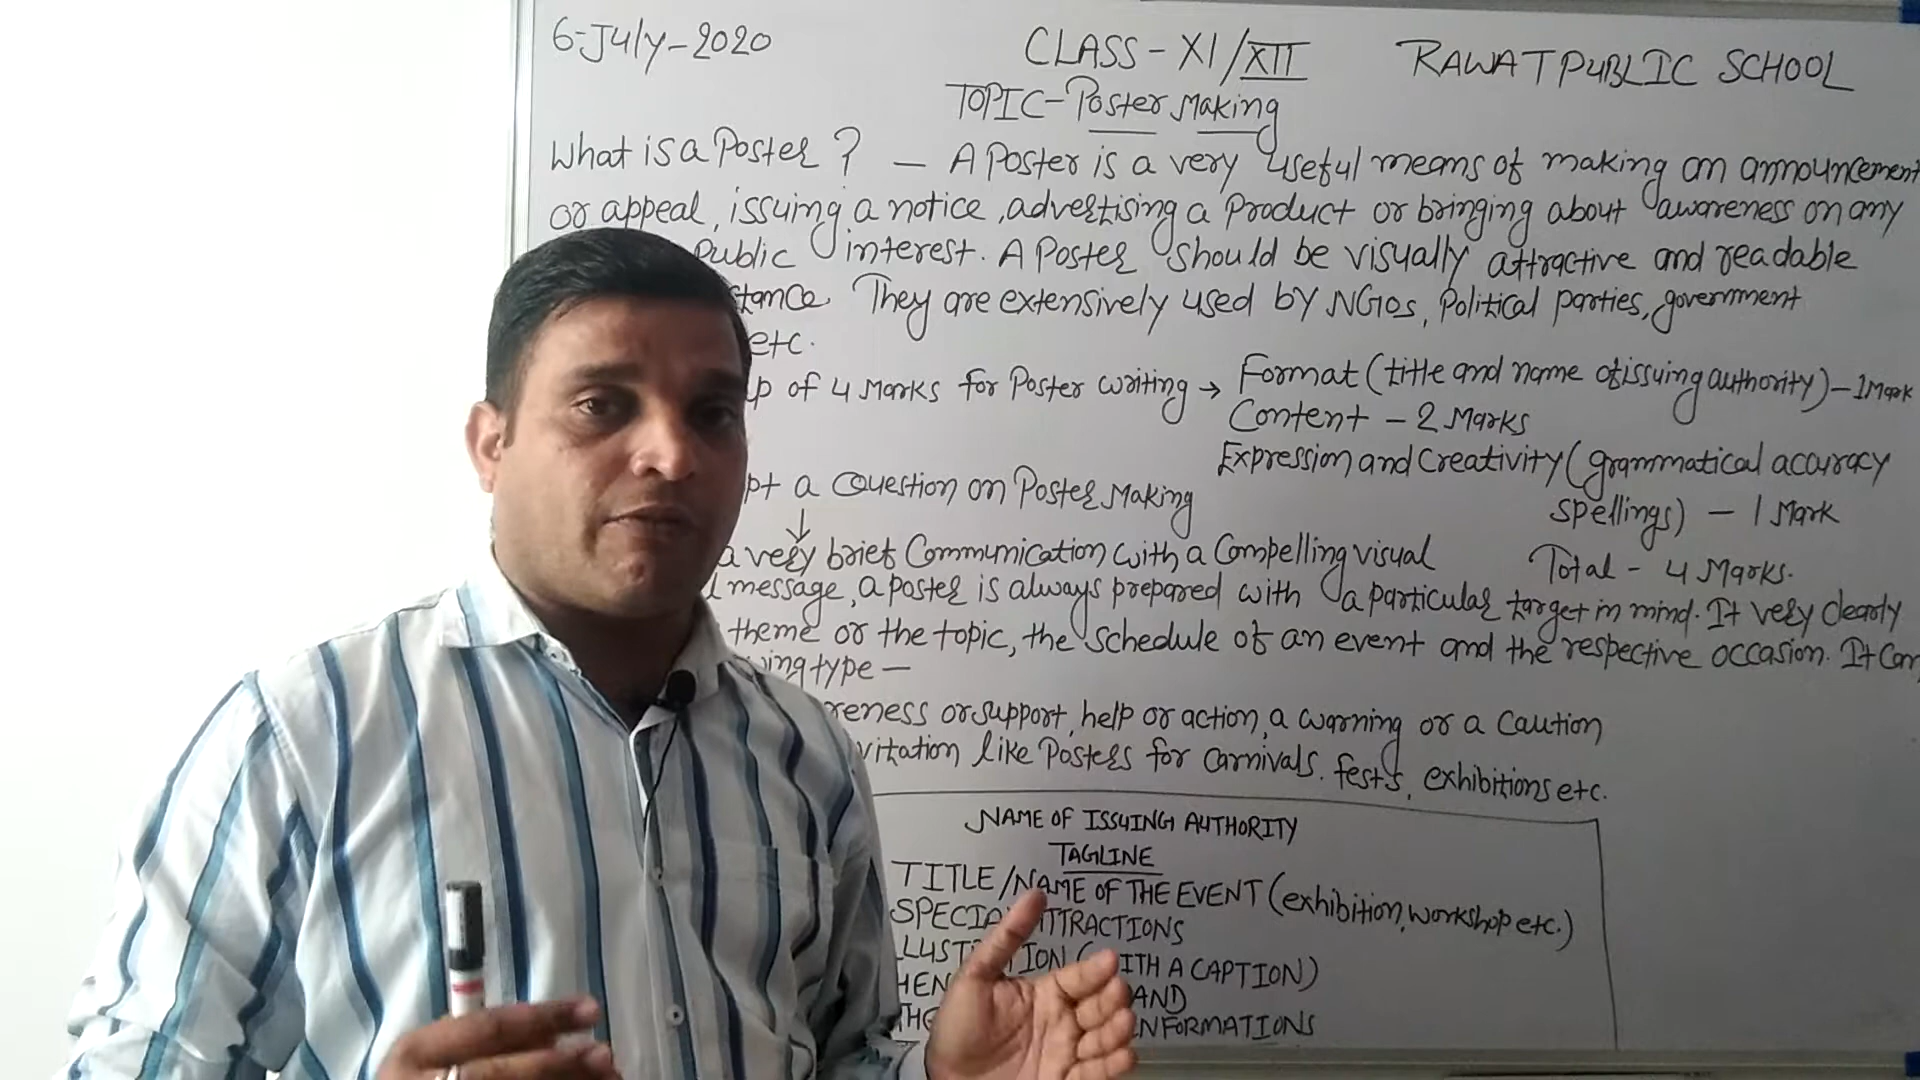 6-July-2020 CLASS-XI/XII RAWAT PUBLIC SCHOOL
TOPIC-Poster Making
What is a Poster? — A Poster is a very useful means of making an announcement
or appeal, issuing a notice, advertising a Product or bringing about awareness on any
Public interest. A Poster should be visually attractive and readable
They are extensively used by NGOs, Political parties, government
etc.
of 4 Marks for Poster writing → Format (title and name of issuing authority) - 1 Mark
Content - 2 Marks
Expression and Creativity (grammatical accuracy
a Question on Poster Making
spellings) - 1 Mark
↓
a very brief Communication with a Compelling visual
Total - 4 Marks.
message, a poster is always prepared with a particular target in mind. It very clearly
theme or the topic, the schedule of an event and the respective occasion. It can
type —
or support, help or action, a warning or a caution
like Posters for carnivals. fests, exhibitions etc.
NAME OF ISSUING AUTHORITY
TAGLINE
TITLE/NAME OF THE EVENT (exhibition, workshop etc.)
SPECIAL ATTRACTIONS
(WITH A CAPTION)
AND